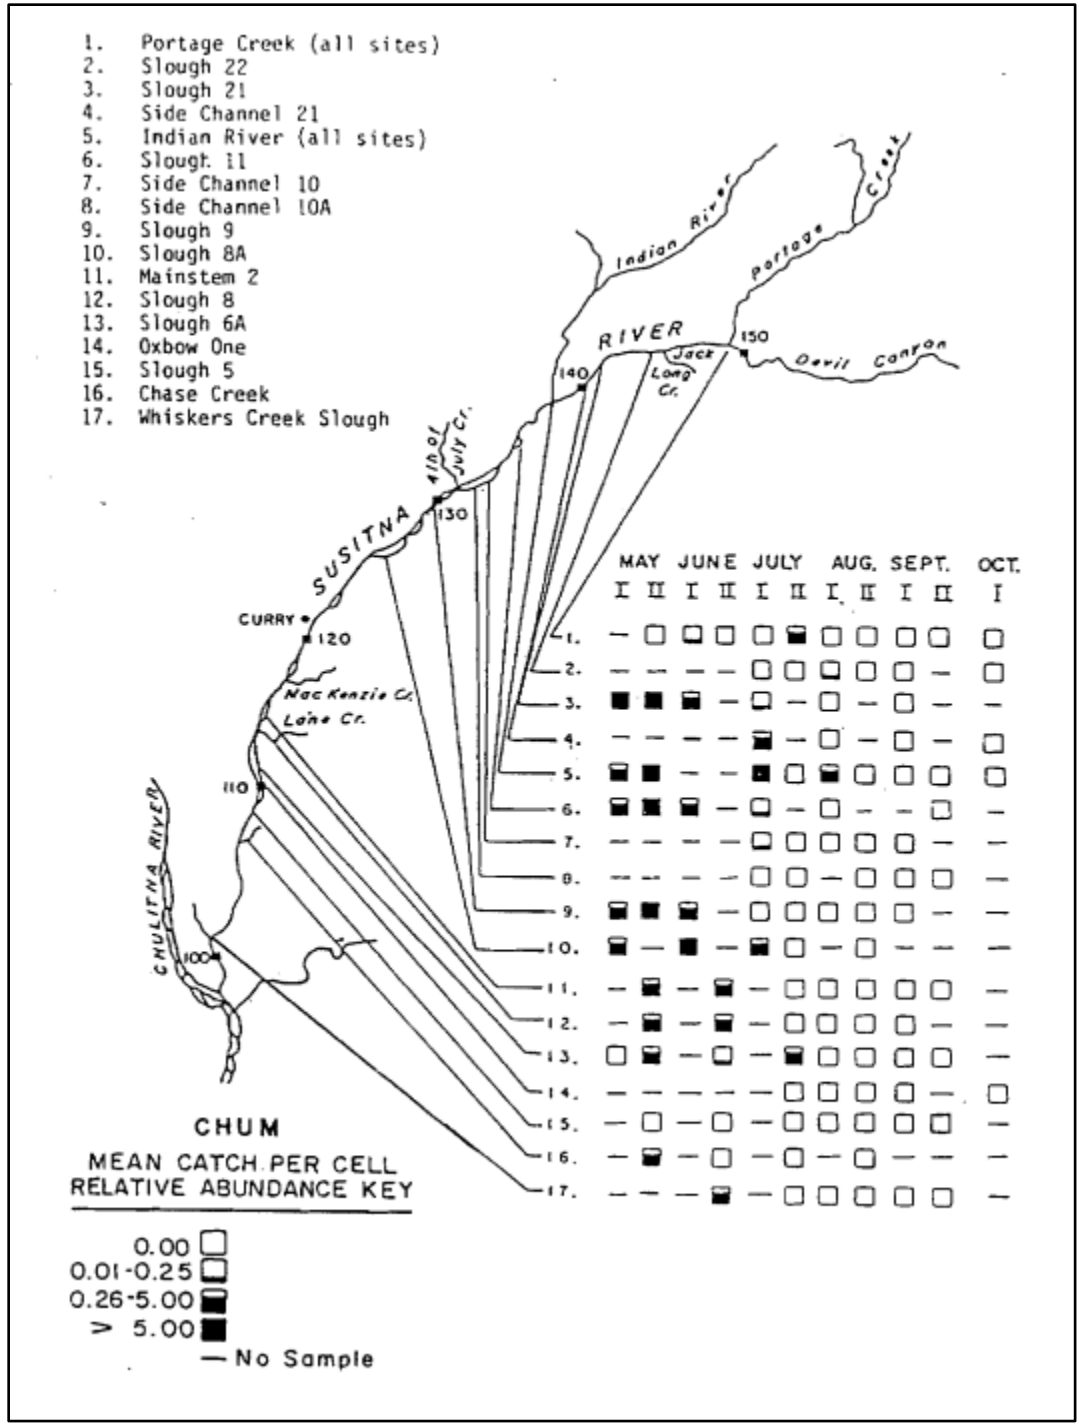 1. Portage Creek (all sites)
2. Slough 22
3. Slough 21
4. Side Channel 21
5. Indian River (all sites)
6. Slough 11
7. Side Channel 10
8. Side Channel 10A
9. Slough 9
10. Slough 8A
11. Mainstem 2
12. Slough 8
13. Slough 6A
14. Oxbow One
15. Slough 5
16. Chase Creek
17. Whiskers Creek Slough
Indian River
Portage Creek
RIVER
150
Jack
Long
Cr.
Devil Canyon
140
4th of
July Cr.
130
SUSITNA
CURRY
120
MacKenzie Cr.
Lane Cr.
110
CHULITNA RIVER
100
MAY JUNE JULY AUG. SEPT. OCT.
I II I II I II I II I II I
1. —
2. — — — — —
3. — — — —
4. — — — — — — —
5. — —
6. — — — — —
7. — — — — — —
8. — — — — — —
9. — — —
10. — — — — —
11. — — — —
12. — — — — —
13. — — —
14. — — — — — —
15. — — — —
16. — — — — — — —
17. — — — — —
CHUM
MEAN CATCH PER CELL
RELATIVE ABUNDANCE KEY
0.00
0.01-0.25
0.26-5.00
> 5.00
— No Sample